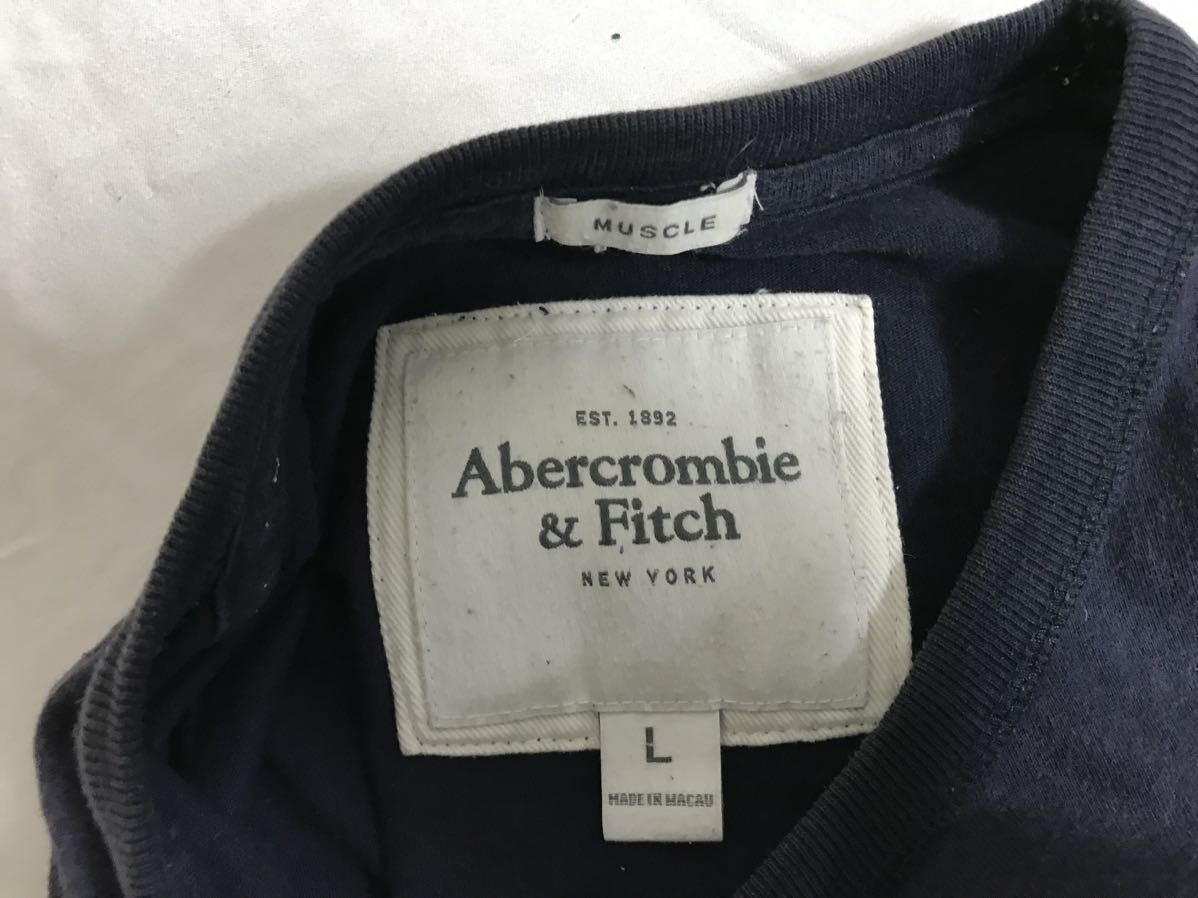 MUSCLE
EST. 1892
Abercrombie
& Fitch
NEW YORK
L
MADE IN MACAU